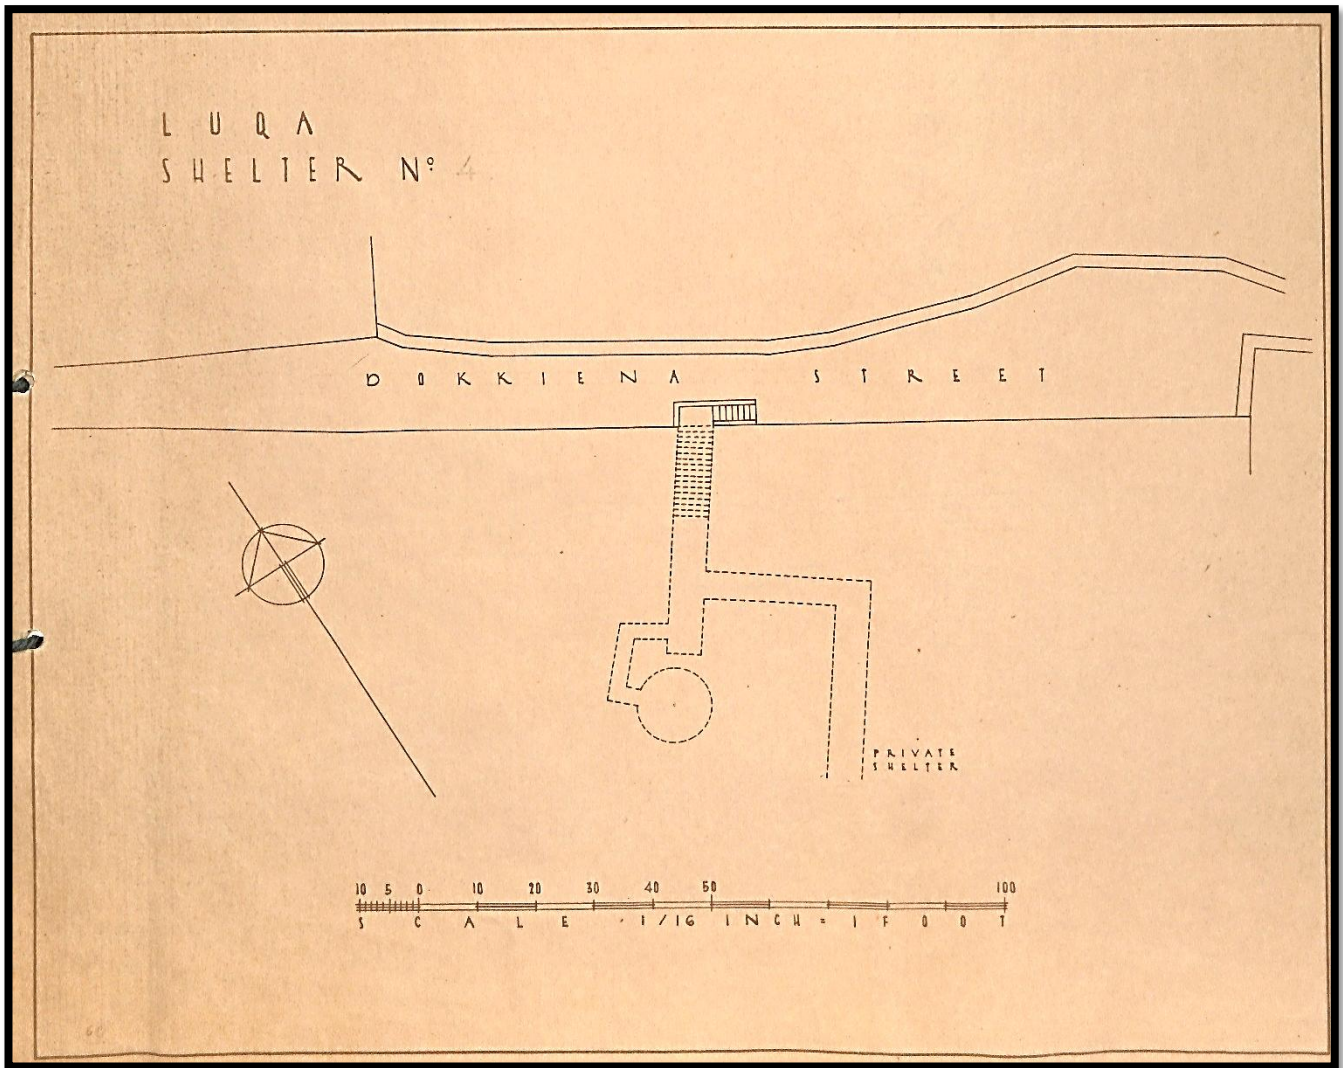 LUQA
SHELTER Nº 4
DOKKIENA STREET
PRIVATE
SHELTER
10 5 0 10 20 30 40 50 100
SCALE · 1/16 INCH = 1 FOOT